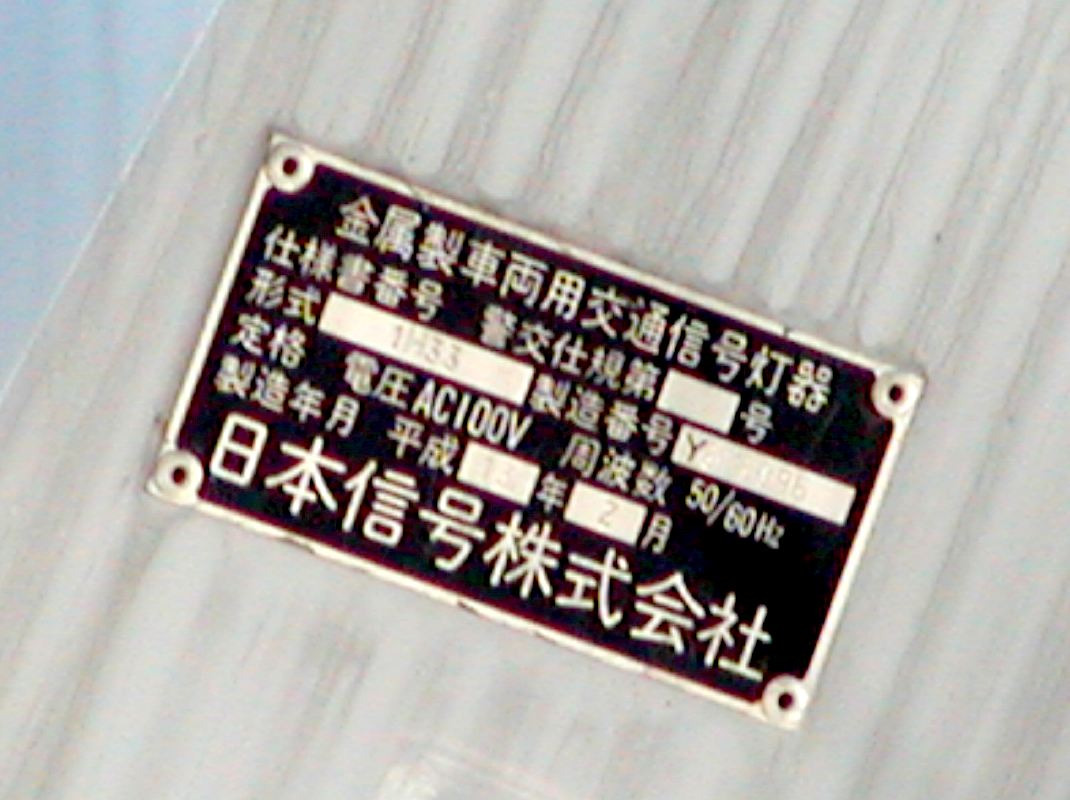 金属製車両用交通信号灯器
仕様書番号 警交仕規第 号
形式 1H33 製造番号
定格 電圧AC100V 周波数 50/60Hz
製造年月 平成 13年 2月
日本信号株式会社